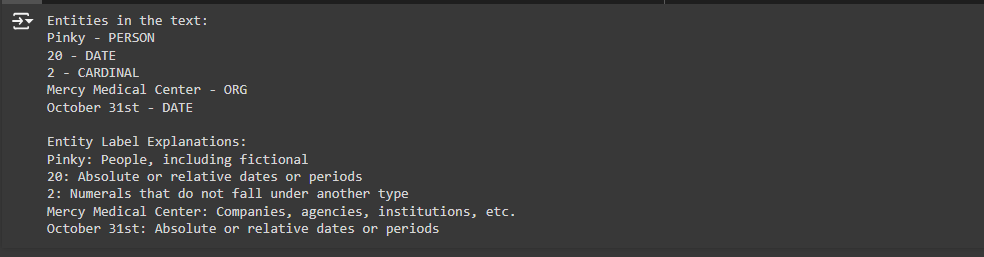 Entities in the text:
Pinky - PERSON
20 - DATE
2 - CARDINAL
Mercy Medical Center - ORG
October 31st - DATE
Entity Label Explanations:
Pinky: People, including fictional
20: Absolute or relative dates or periods
2: Numerals that do not fall under another type
Mercy Medical Center: Companies, agencies, institutions, etc.
October 31st: Absolute or relative dates or periods